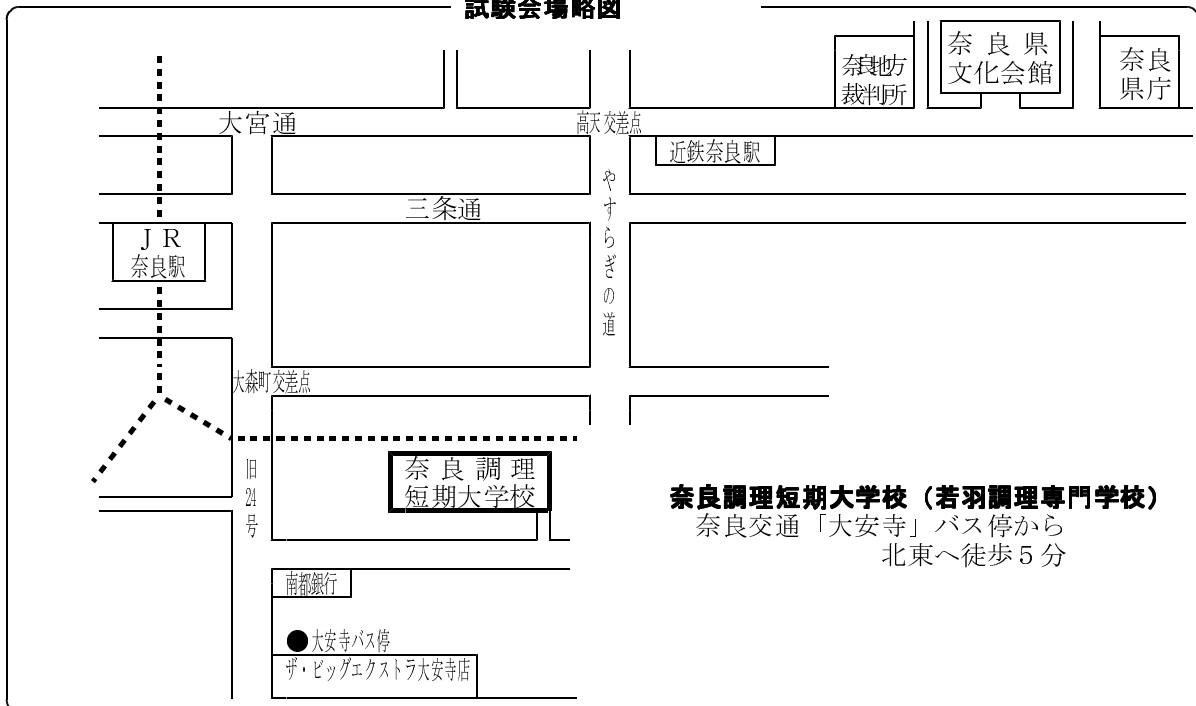 試験会場略図
奈良地方
裁判所
奈良県
文化会館
奈良
県庁
大宮通
高天交差点
近鉄奈良駅
やすらぎの道
三条通
ＪＲ
奈良駅
大森町交差点
旧24号
奈良調理
短期大学校
奈良調理短期大学校（若羽調理専門学校）
奈良交通「大安寺」バス停から
北東へ徒歩５分
南都銀行
●大安寺バス停
ザ・ビッグエクストラ大安寺店